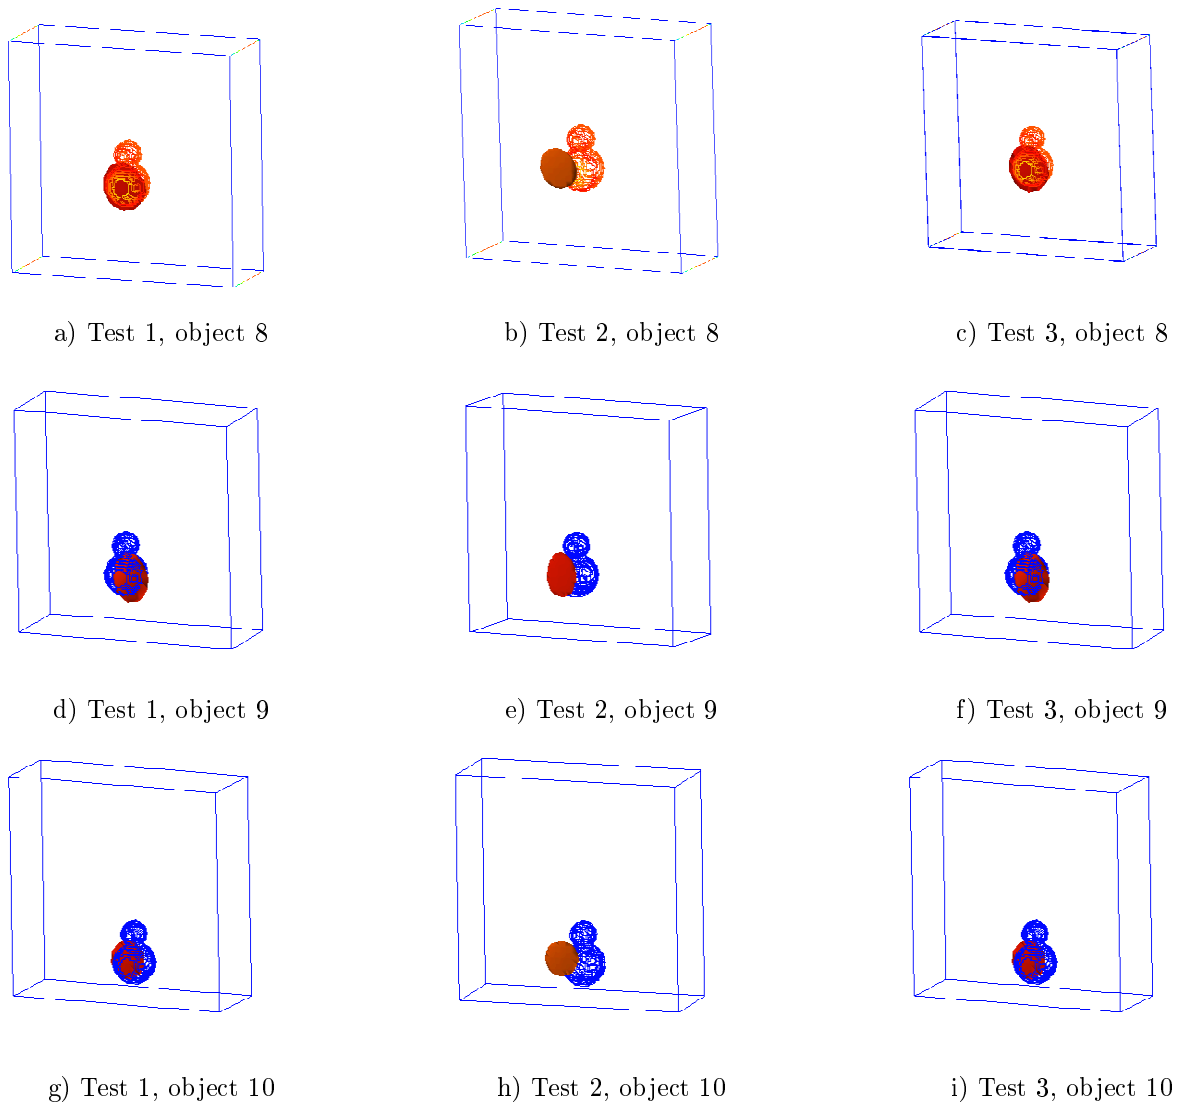 a) Test 1, object 8
b) Test 2, object 8
c) Test 3, object 8
d) Test 1, object 9
e) Test 2, object 9
f) Test 3, object 9
g) Test 1, object 10
h) Test 2, object 10
i) Test 3, object 10